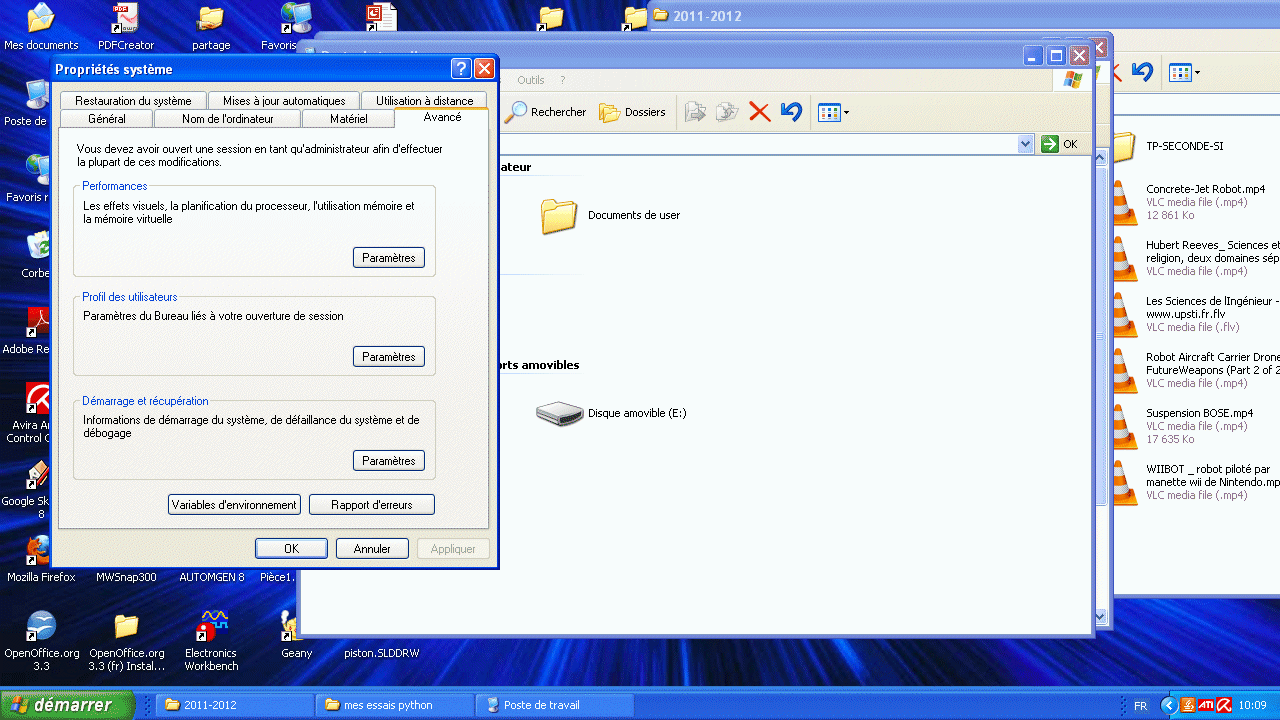 2011-2012
Mes documents
PDFCreator
partage
Favoris
Propriétés système
Restauration du système
Mises à jour automatiques
Utilisation à distance
Général
Nom de l'ordinateur
Matériel
Avancé
Vous devez avoir ouvert une session en tant qu'administrateur afin d'effectuer
la plupart de ces modifications.
Performances
Les effets visuels, la planification du processeur, l'utilisation mémoire et
la mémoire virtuelle
Paramètres
Profil des utilisateurs
Paramètres du Bureau liés à votre ouverture de session
Paramètres
Démarrage et récupération
Informations de démarrage du système, de défaillance du système et de
débogage
Paramètres
Variables d'environnement
Rapport d'erreurs
OK
Annuler
Appliquer
Outils
?
Rechercher
Dossiers
OK
ateur
Documents de user
orts amovibles
Disque amovible (E:)
TP-SECONDE-SI
Concrete-Jet Robot.mp4
VLC media file (.mp4)
12 861 Ko
Hubert Reeves_ Sciences et
religion, deux domaines sép
VLC media file (.mp4)
Les Sciences de lIngénieur -
www.upsti.fr.flv
VLC media file (.flv)
Robot Aircraft Carrier Dron
FutureWeapons (Part 2 of 2
VLC media file (.mp4)
Suspension BOSE.mp4
VLC media file (.mp4)
17 635 Ko
WIIBOT _ robot piloté par
manette wii de Nintendo.mp
VLC media file (.mp4)
Poste de
Favoris r
Corbe
Adobe Re
Avira An
Control C
Google Sk
8
Mozilla Firefox
MWSnap300
AUTOMGEN 8
Pièce1.
OpenOffice.org
3.3
OpenOffice.org
3.3 (fr) Instal...
Electronics
Workbench
Geany
piston.SLDDRW
démarrer
2011-2012
mes essais python
Poste de travail
FR
ATI
10:09